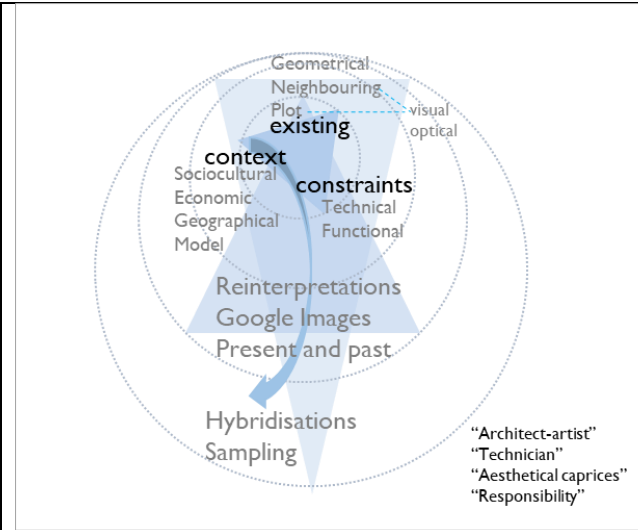 Geometrical
Neighbouring
Plot
visual
optical
existing
context
Sociocultural
Economic
Geographical
Model
constraints
Technical
Functional
Reinterpretations
Google Images
Present and past
Hybridisations
Sampling
“Architect-artist”
“Technician”
“Aesthetical caprices”
“Responsibility”